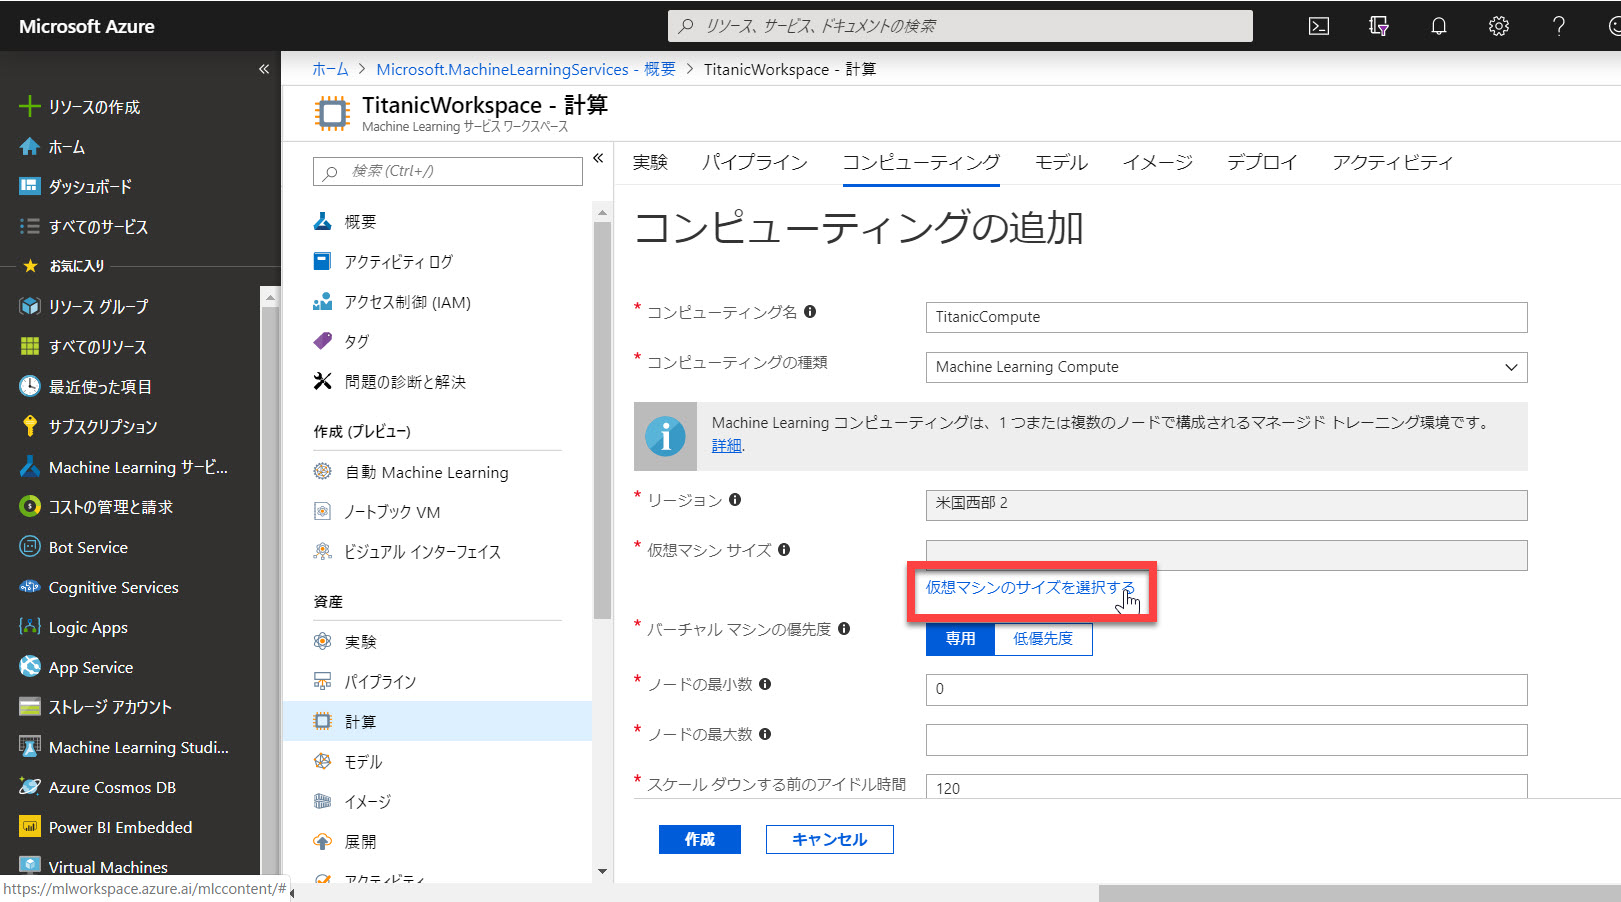 Microsoft Azure
リソース、サービス、ドキュメントの検索
リソースの作成
ホーム
ダッシュボード
すべてのサービス
お気に入り
リソース グループ
すべてのリソース
最近使った項目
サブスクリプション
Machine Learning サービ...
コストの管理と請求
Bot Service
Cognitive Services
Logic Apps
App Service
ストレージ アカウント
Machine Learning Studi...
Azure Cosmos DB
Power BI Embedded
Virtual Machines
https://mlworkspace.azure.ai/mlccontent/#
ホーム > Microsoft.MachineLearningServices - 概要 > TitanicWorkspace - 計算
TitanicWorkspace - 計算
Machine Learning サービス ワークスペース
検索 (Ctrl+/)
概要
アクティビティ ログ
アクセス制御 (IAM)
タグ
問題の診断と解決
作成 (プレビュー)
自動 Machine Learning
ノートブック VM
ビジュアル インターフェイス
資産
実験
パイプライン
計算
モデル
イメージ
展開
アクティビティ
実験 パイプライン コンピューティング モデル イメージ デプロイ アクティビティ
コンピューティングの追加
* コンピューティング名
TitanicCompute
* コンピューティングの種類
Machine Learning Compute
Machine Learning コンピューティングは、1 つまたは複数のノードで構成されるマネージド トレーニング環境です。
詳細.
* リージョン
米国西部 2
* 仮想マシン サイズ
仮想マシンのサイズを選択する
* バーチャル マシンの優先度
専用 低優先度
* ノードの最小数
0
* ノードの最大数
* スケール ダウンする前のアイドル時間
120
作成 キャンセル